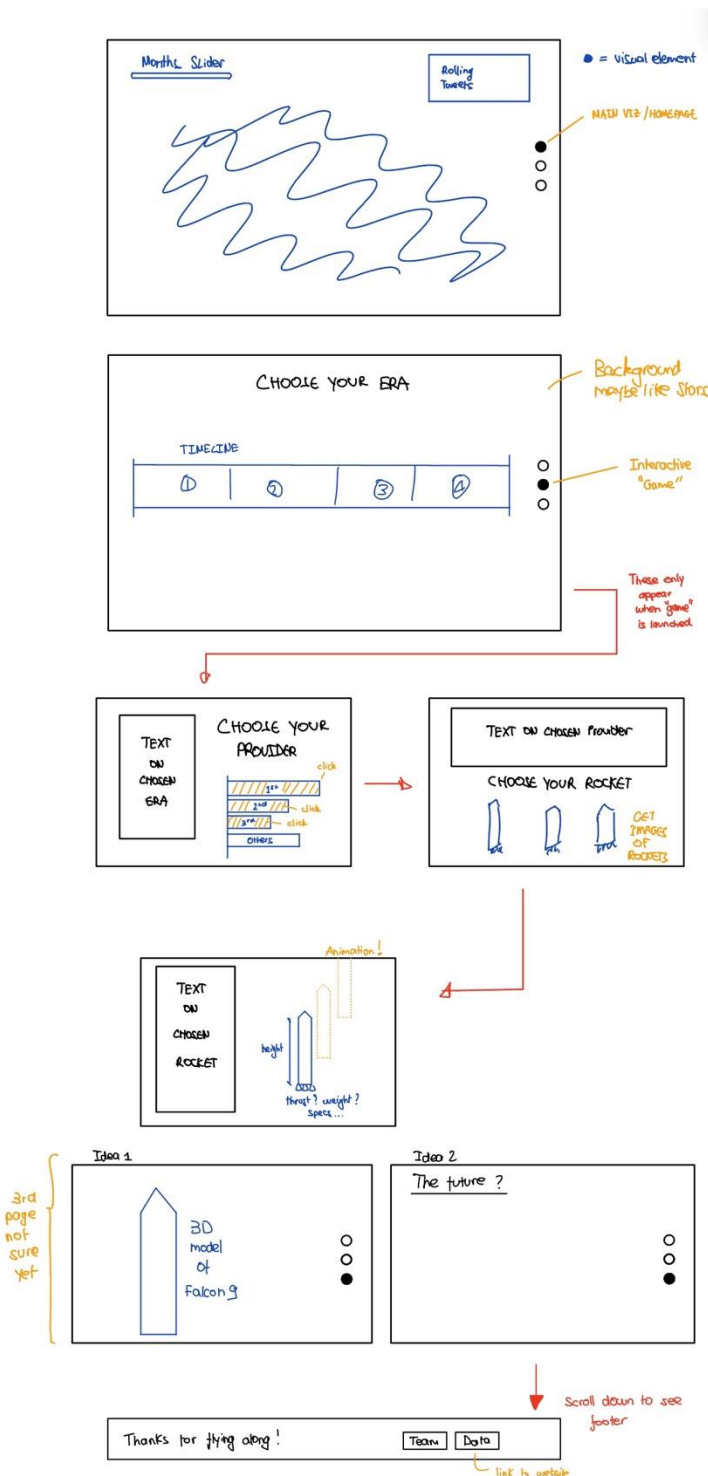 Months Slider
Rolling
Tweets
= visual element
MAIN VIZ / HOMEPAGE
CHOOSE YOUR ERA
Background
maybe like Stars
TIMELINE
1 2 3 4
Interactive
"Game"
These only
appear
when "game"
is launched
TEXT
ON
CHOSEN
ERA
CHOOSE YOUR
PROVIDER
click
1st
2nd
click
3rd
click
Others
TEXT ON CHOSEN Provider
CHOOSE YOUR ROCKET
GET
IMAGES
OF
ROCKETS
Animation!
TEXT
ON
CHOSEN
ROCKET
height
thrust? weight?
specs...
3rd
page
not
sure
yet
Idea 1
3D
model
of
Falcon 9
Idea 2
The future ?
Scroll down to see
footer
Thanks for flying along!
Team
Data
link to website